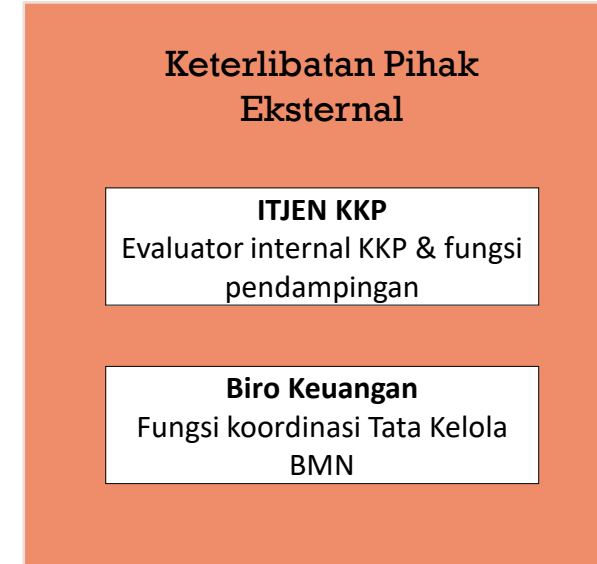 Keterlibatan Pihak
Eksternal
ITJEN KKP
Evaluator internal KKP & fungsi
pendampingan
Biro Keuangan
Fungsi koordinasi Tata Kelola
BMN